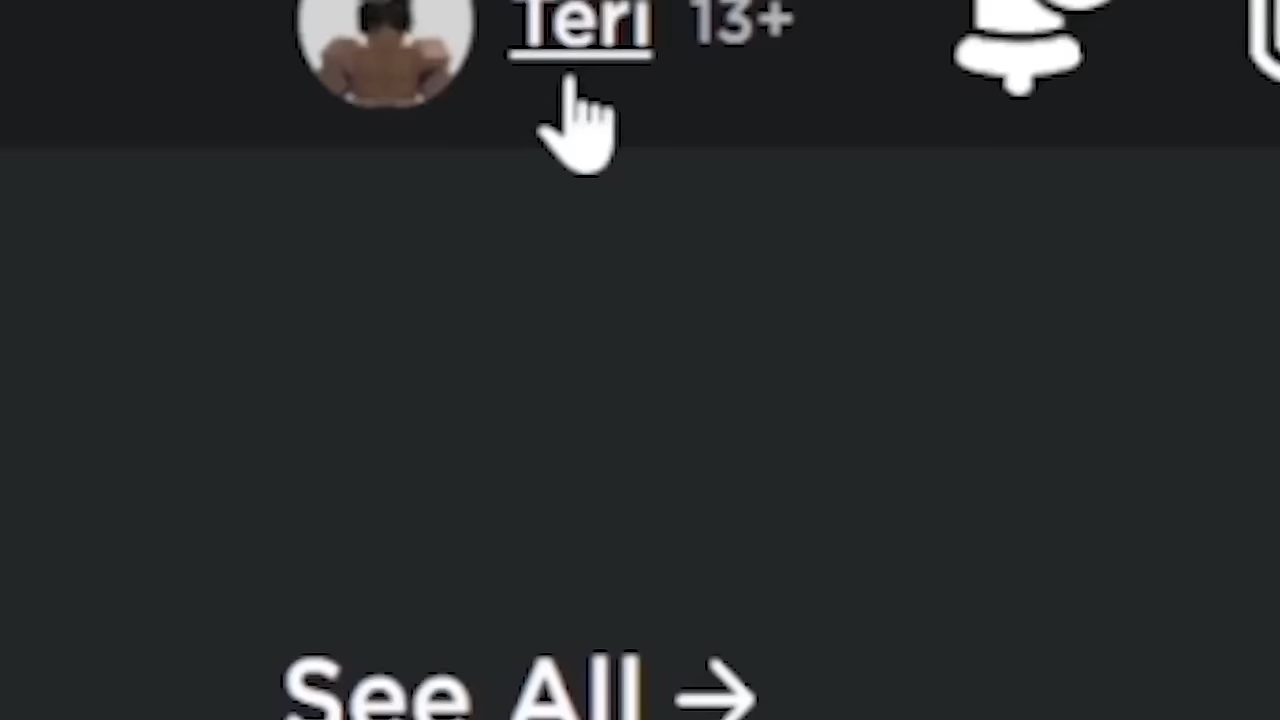 Teri 13+
See All →